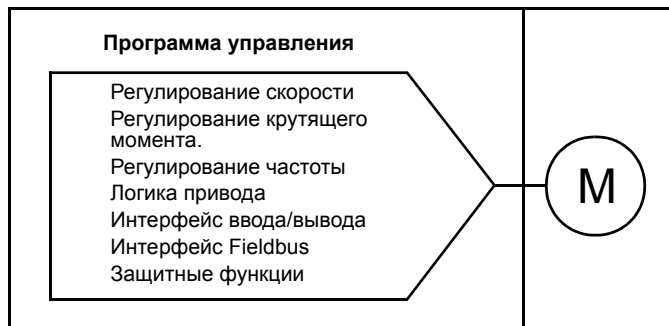 Программа управления
Регулирование скорости
Регулирование крутящего
момента.
Регулирование частоты
Логика привода
Интерфейс ввода/вывода
Интерфейс Fieldbus
Защитные функции
M